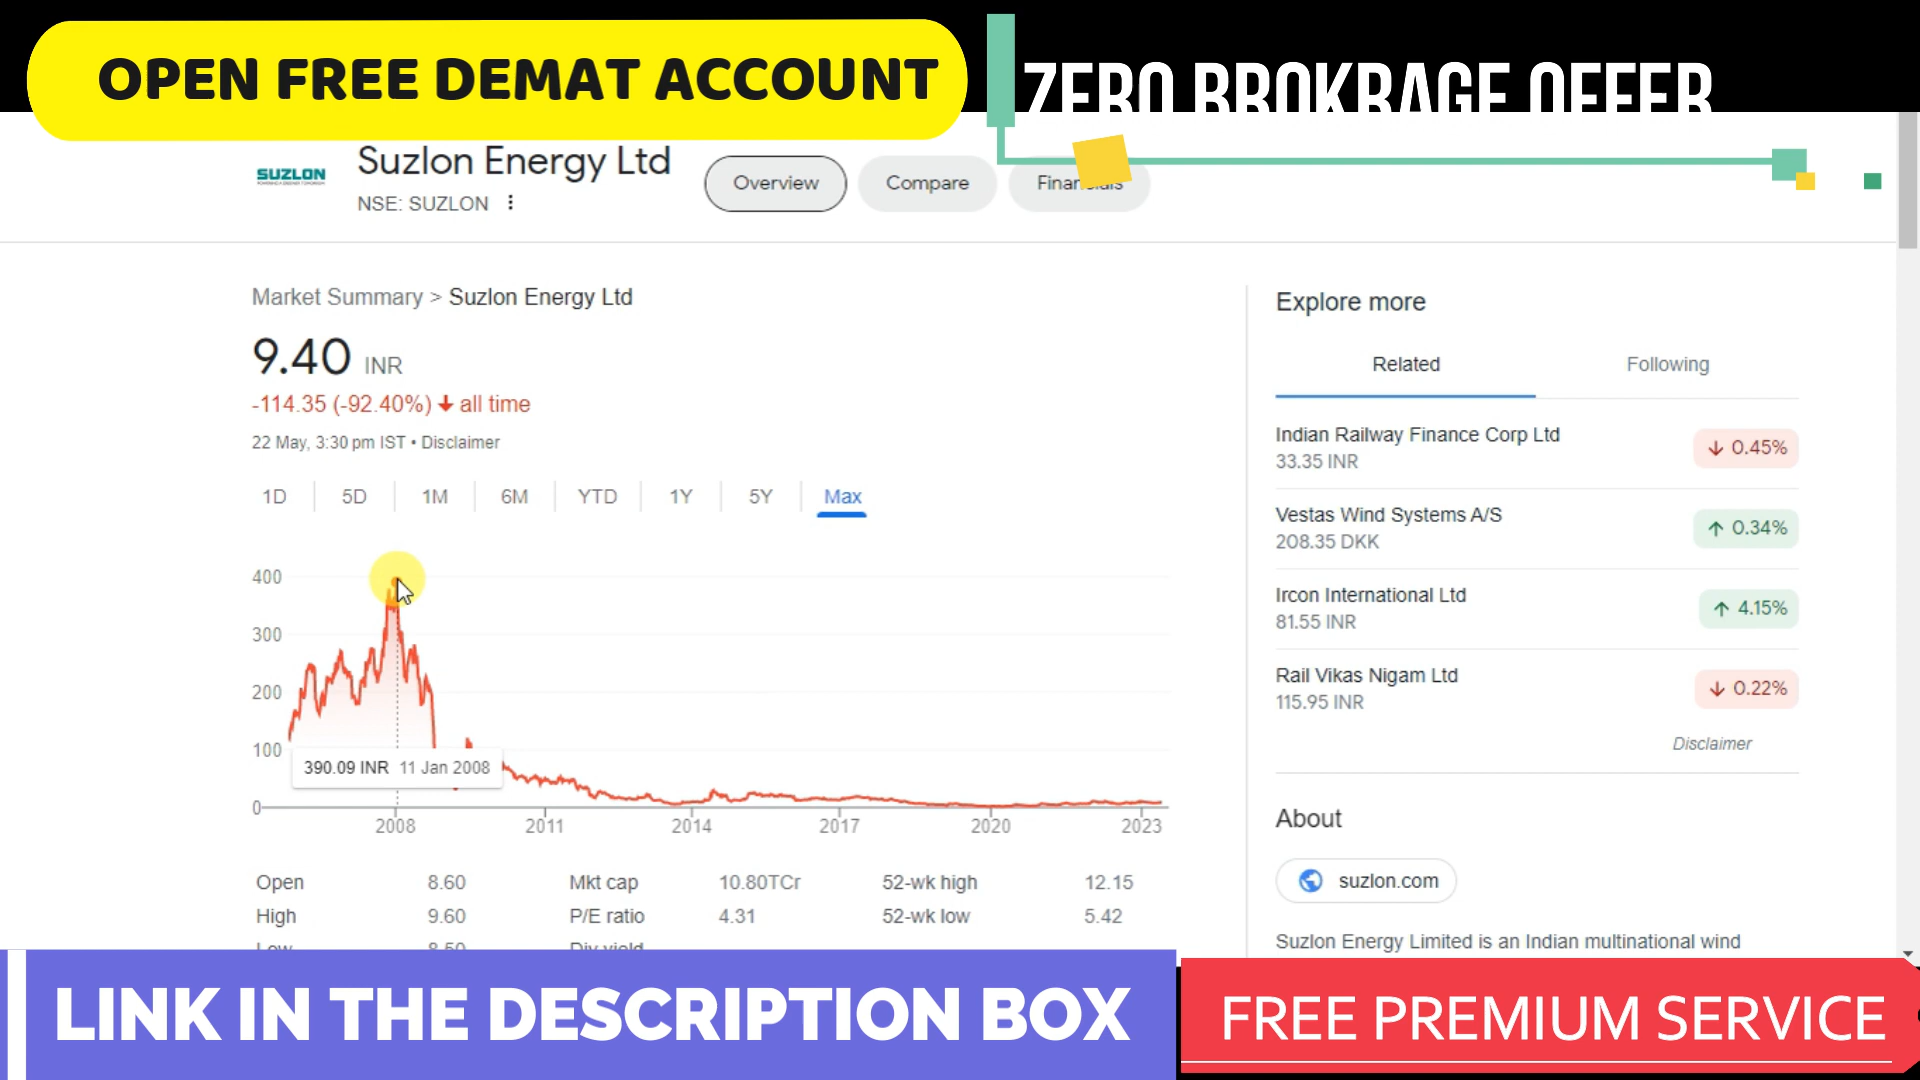 OPEN FREE DEMAT ACCOUNT
ZERO BROKRAGE OFFER
SUZLON
Suzlon Energy Ltd
NSE: SUZLON
Overview
Compare
Financials
Market Summary > Suzlon Energy Ltd
9.40 INR
-114.35 (-92.40%) ↓ all time
22 May, 3:30 pm IST • Disclaimer
1D 5D 1M 6M YTD 1Y 5Y Max
400
300
200
100
0
390.09 INR 11 Jan 2008
2008 2011 2014 2017 2020 2023
Open 8.60 Mkt cap 10.80TCr 52-wk high 12.15
High 9.60 P/E ratio 4.31 52-wk low 5.42
Low 8.50 Div yield
Explore more
Related Following
Indian Railway Finance Corp Ltd
33.35 INR
↓ 0.45%
Vestas Wind Systems A/S
208.35 DKK
↑ 0.34%
Ircon International Ltd
81.55 INR
↑ 4.15%
Rail Vikas Nigam Ltd
115.95 INR
↓ 0.22%
Disclaimer
About
suzlon.com
Suzlon Energy Limited is an Indian multinational wind
LINK IN THE DESCRIPTION BOX
FREE PREMIUM SERVICE